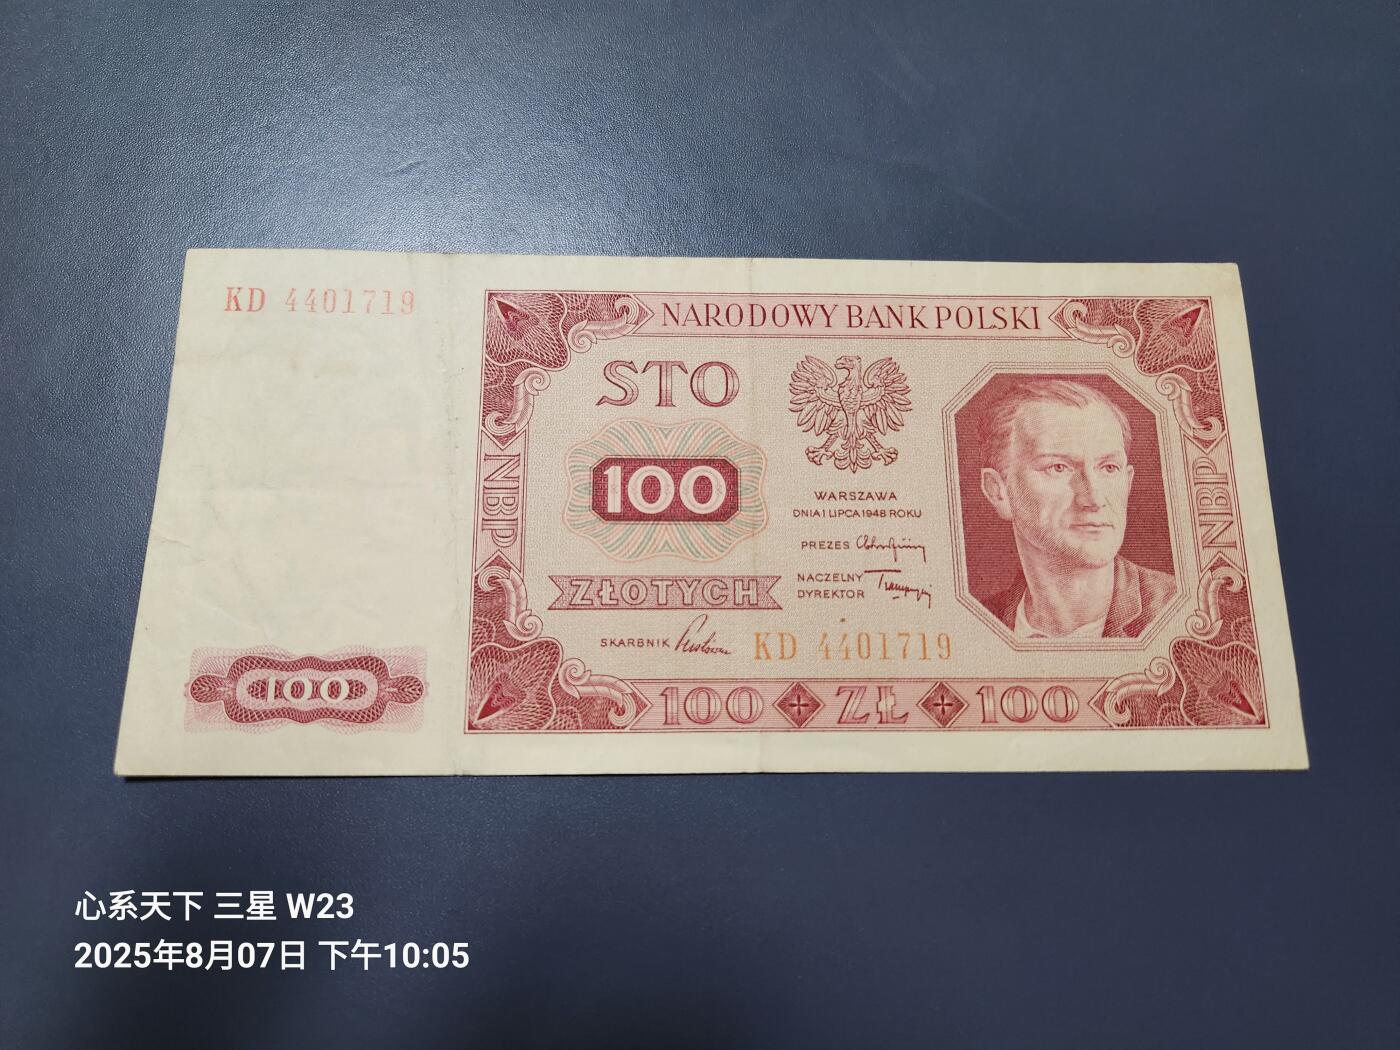 KD 4401719
NARODOWY BANK POLSKI
STO
100
ZŁOTYCH
WARSZAWA
DNIA 1 LIPCA 1948 ROKU
PREZES
NACZELNY
DYREKTOR
SKARBNIK
KD 4401719
NBP
NBP
100
100 ZŁ 100
心系天下 三星 W23
2025年8月07日 下午10:05